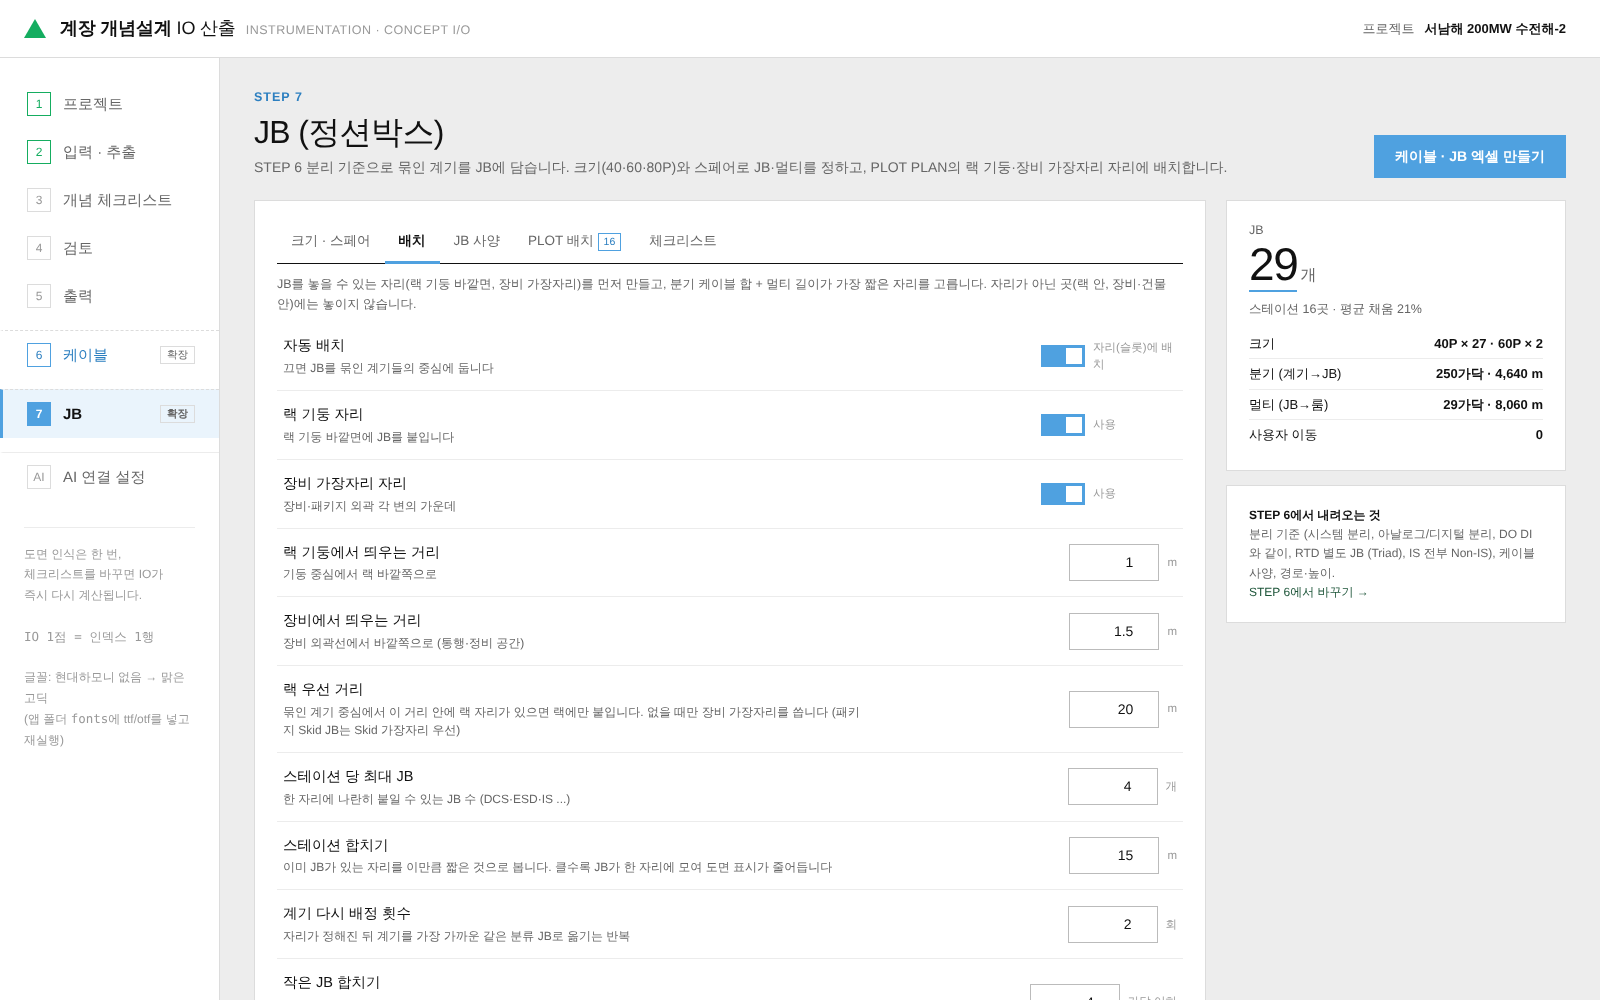 계장 개념설계 IO 산출 INSTRUMENTATION · CONCEPT I/O
프로젝트 서남해 200MW 수전해-2
1 프로젝트
2 입력 · 추출
3 개념 체크리스트
4 검토
5 출력
6 케이블 확장
7 JB 확장
AI AI 연결 설정
도면 인식은 한 번,
체크리스트를 바꾸면 IO가
즉시 다시 계산됩니다.
IO 1점 = 인덱스 1행
글꼴: 현대하모니 없음 → 맑은
고딕
(앱 폴더 fonts에 ttf/otf를 넣고
재실행)
STEP 7
JB (정션박스)
STEP 6 분리 기준으로 묶인 계기를 JB에 담습니다. 크기(40·60·80P)와 스페어로 JB·멀티를 정하고, PLOT PLAN의 랙 기둥·장비 가장자리 자리에 배치합니다.
케이블 · JB 엑셀 만들기
크기 · 스페어 배치 JB 사양 PLOT 배치 16 체크리스트
JB를 놓을 수 있는 자리(랙 기둥 바깥면, 장비 가장자리)를 먼저 만들고, 분기 케이블 합 + 멀티 길이가 가장 짧은 자리를 고릅니다. 자리가 아닌 곳(랙 안, 장비·건물
안)에는 놓이지 않습니다.
자동 배치
끄면 JB를 묶인 계기들의 중심에 둡니다
자리(슬롯)에 배
치
랙 기둥 자리
랙 기둥 바깥면에 JB를 붙입니다
사용
장비 가장자리 자리
장비·패키지 외곽 각 변의 가운데
사용
랙 기둥에서 띄우는 거리
기둥 중심에서 랙 바깥쪽으로
1 m
장비에서 띄우는 거리
장비 외곽선에서 바깥쪽으로 (통행·정비 공간)
1.5 m
랙 우선 거리
묶인 계기 중심에서 이 거리 안에 랙 자리가 있으면 랙에만 붙입니다. 없을 때만 장비 가장자리를 씁니다 (패키
지 Skid JB는 Skid 가장자리 우선)
20 m
스테이션 당 최대 JB
한 자리에 나란히 붙일 수 있는 JB 수 (DCS·ESD·IS ...)
4 개
스테이션 합치기
이미 JB가 있는 자리를 이만큼 짧은 것으로 봅니다. 클수록 JB가 한 자리에 모여 도면 표시가 줄어듭니다
15 m
계기 다시 배정 횟수
자리가 정해진 뒤 계기를 가장 가까운 같은 분류 JB로 옮기는 반복
2 회
작은 JB 합치기
JB
29 개
스테이션 16곳 · 평균 채움 21%
크기 40P × 27 · 60P × 2
분기 (계기→JB) 250가닥 · 4,640 m
멀티 (JB→룸) 29가닥 · 8,060 m
사용자 이동 0
STEP 6에서 내려오는 것
분리 기준 (시스템 분리, 아날로그/디지털 분리, DO DI
와 같이, RTD 별도 JB (Triad), IS 전부 Non-IS), 케이블
사양, 경로·높이.
STEP 6에서 바꾸기 →